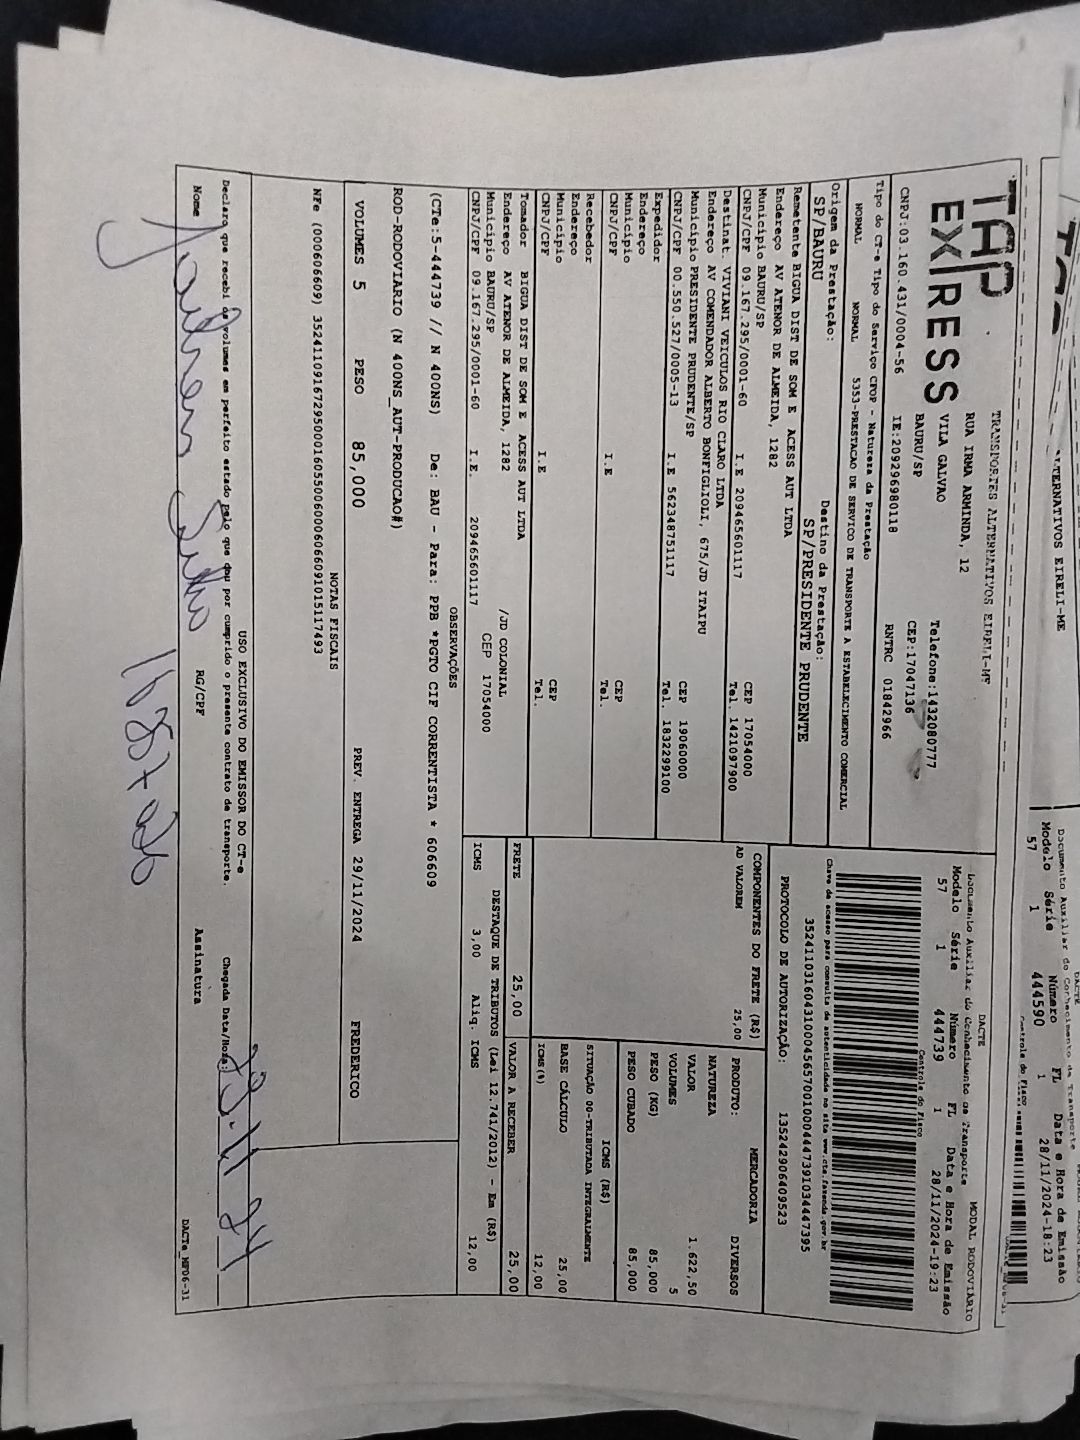 TAP
EXPRESS
TRANSPORTES ALTERNATIVOS EIRELI-ME
RUA IRMA ARMINDA, 12
VILA GALVAO
BAURU/SP
Telefone:1432080777
CEP:17047136
CNPJ:03.160.431/0004-56 IE:209296980118 RNTRC 01842966
DACTE MODAL RODOVIÁRIO
Documento Auxiliar do Conhecimento de Transporte
Modelo Série Número FL Data e Hora de Emissão
57 1 444739 1 28/11/2024-19:23
Controle do Fisco
Chave de acesso para consulta de autenticidade no site www.cte.fazenda.gov.br
PROTOCOLO DE AUTORIZAÇÃO: 135242906409523
Tipo do CT-e Tipo do Serviço CFOP - Natureza da Prestação
NORMAL NORMAL 5353-PRESTACAO DE SERVICO DE TRANSPORTE A ESTABELECIMENTO COMERCIAL
Origem da Prestação: Destino da Prestação:
SP/BAURU SP/PRESIDENTE PRUDENTE
Remetente BIGUA DIST DE SOM E ACESS AUT LTDA
Endereço AV ATENOR DE ALMEIDA, 1282
Município BAURU/SP CEP 17054000
CNPJ/CPF 09.167.295/0001-60 I.E 209465601117 Tel. 1421097900
Destinat. VIVIANI VEICULOS RIO CLARO LTDA
Endereço AV COMENDADOR ALBERTO BONFIGLIOLI, 675/JD ITAIPU
Município PRESIDENTE PRUDENTE/SP CEP 19060000
CNPJ/CPF 00.550.527/0005-13 I.E 562348751117 Tel. 1832299100
Expedidor
Endereço
Município CEP
CNPJ/CPF I.E Tel.
Recebedor
Endereço
Município CEP
CNPJ/CPF I.E Tel.
Tomador BIGUA DIST DE SOM E ACESS AUT LTDA
Endereço AV ATENOR DE ALMEIDA, 1282 /JD COLONIAL
Município BAURU/SP CEP 17054000
CNPJ/CPF 09.167.295/0001-60 I.E. 209465601117
COMPONENTES DO FRETE (R$)
AD VALOREM 25,00
PRODUTO: MERCADORIA
NATUREZA DIVERSOS
VALOR 1.622,50
VOLUMES 5
PESO (KG) 85,000
PESO CUBADO 85,000
ICMS (R$)
SITUAÇÃO 00-TRIBUTADA INTEGRALMENTE
BASE CÁLCULO 25,00
ICMS(%) 12,00
FRETE 25,00 VALOR A RECEBER 25,00
DESTAQUE DE TRIBUTOS (Lei 12.741/2012) - Em (R$)
ICMS 3,00 Aliq. ICMS 12,00
OBSERVAÇÕES
(CTe:5-444739 // N 400NS) De: BAU - Para: PPB *PGTO CIF CORRENTISTA * 606609
ROD-RODOVIARIO (N 400NS_AUT-PRODUCAO#)
VOLUMES 5 PESO 85,000 PREV. ENTREGA 29/11/2024 FREDERICO
NOTAS FISCAIS
USO EXCLUSIVO DO EMISSOR DO CT-e
Declaro que recebi os volumes em perfeito estado pelo que dou por cumprido o presente contrato de transporte. Chegada Data/Hora:
Nome RG/CPF Assinatura
DACTe_MP06-31
ALTERNATIVOS EIRELI-ME
DACTE
Documento Auxiliar do Conhecimento de Transporte
Modelo Série Número FL Data e Hora de Emissão
57 1 444590 1 28/11/2024-18:23
Controle do Fisco